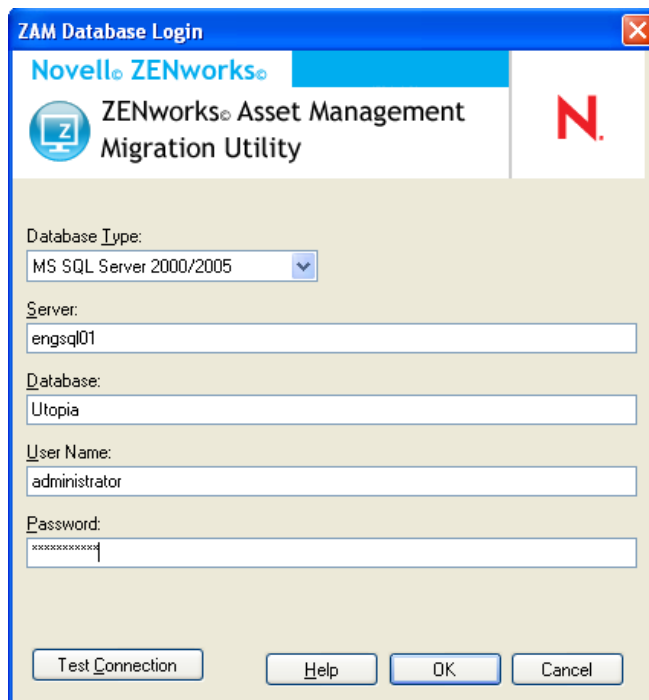 ZAM Database Login
Novell© ZENworks©
ZENworks© Asset Management
Migration Utility
Z
N.
Database Type:
MS SQL Server 2000/2005
Server:
engsql01
Database:
Utopia
User Name:
administrator
Password:
***********
Test Connection
Help
OK
Cancel